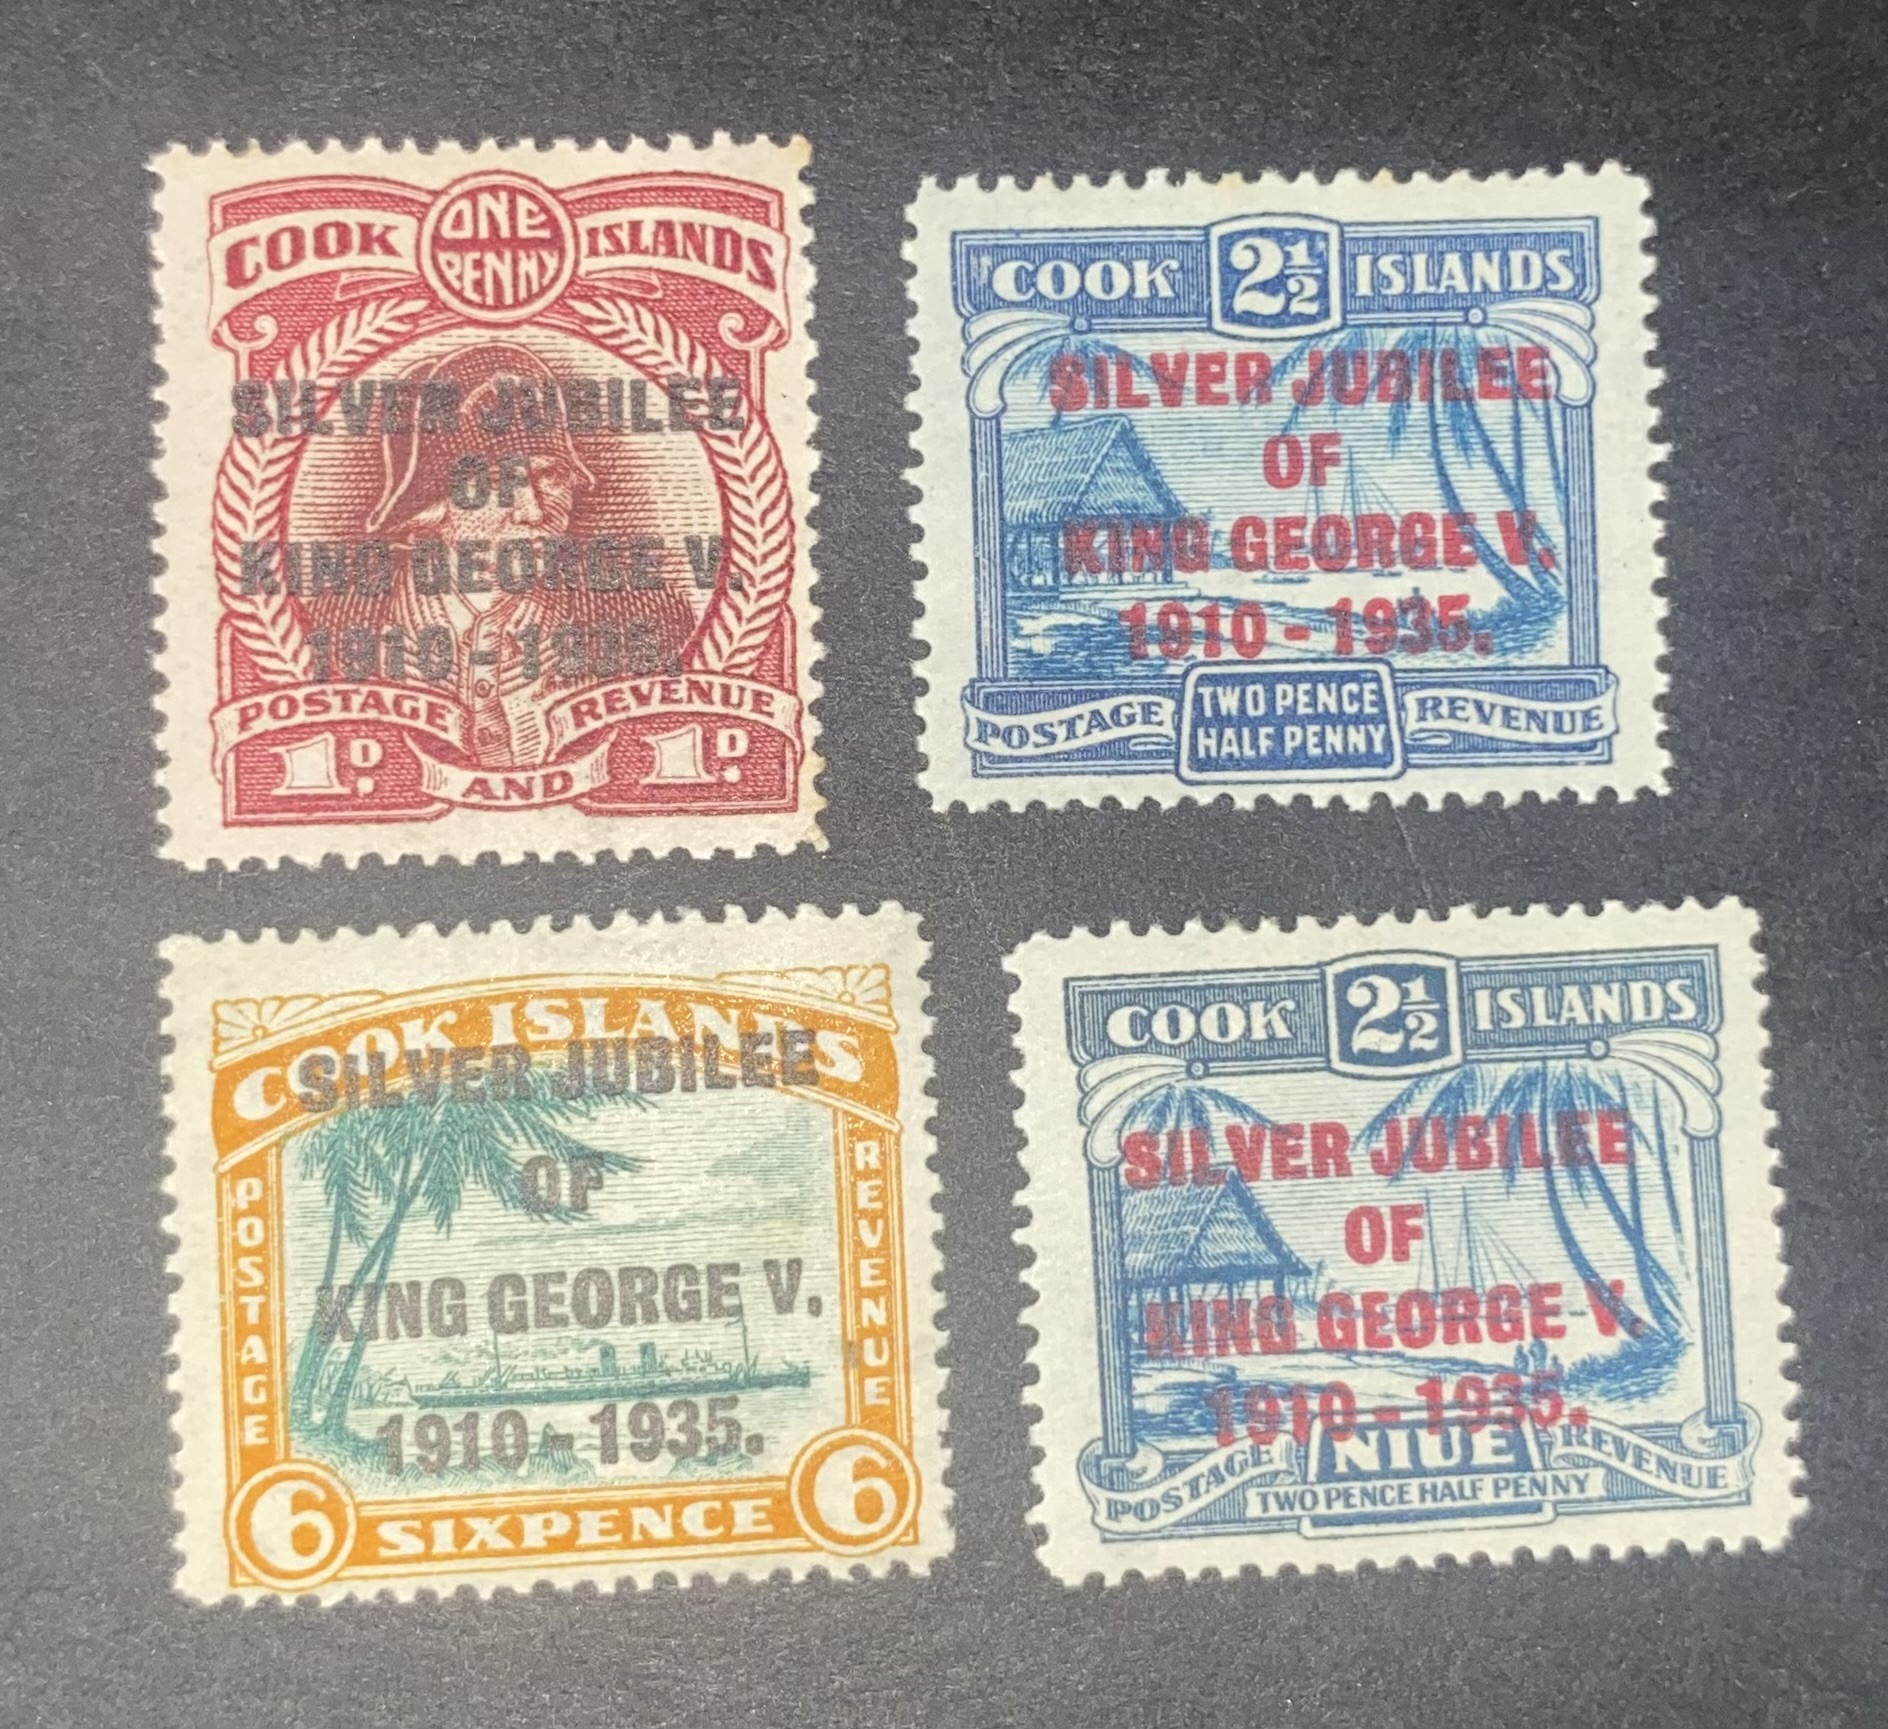 COOK ONE PENNY ISLANDS
SILVER JUBILEE
OF
KING GEORGE V.
1910 - 1935.
POSTAGE AND REVENUE
1D. 1D.
COOK 2½ ISLANDS
SILVER JUBILEE
OF
KING GEORGE V.
1910 - 1935.
POSTAGE TWO PENCE REVENUE
HALF PENNY
COOK ISLANDS
SILVER JUBILEE
OF
KING GEORGE V.
1910 - 1935.
POSTAGE
REVENUE
6 SIXPENCE 6
COOK 2½ ISLANDS
SILVER JUBILEE
OF
KING GEORGE V.
1910 - 1935.
POSTAGE NIUE REVENUE
TWO PENCE HALF PENNY